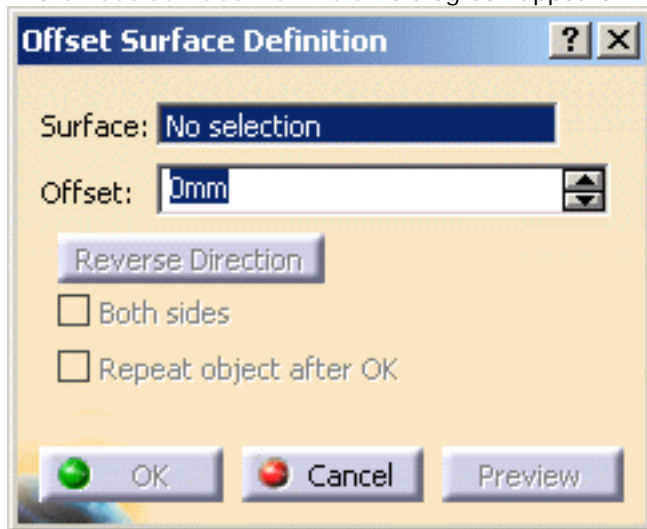 Offset Surface Definition ? X
Surface: No selection
Offset: 0mm
Reverse Direction
Both sides
Repeat object after OK
OK Cancel Preview